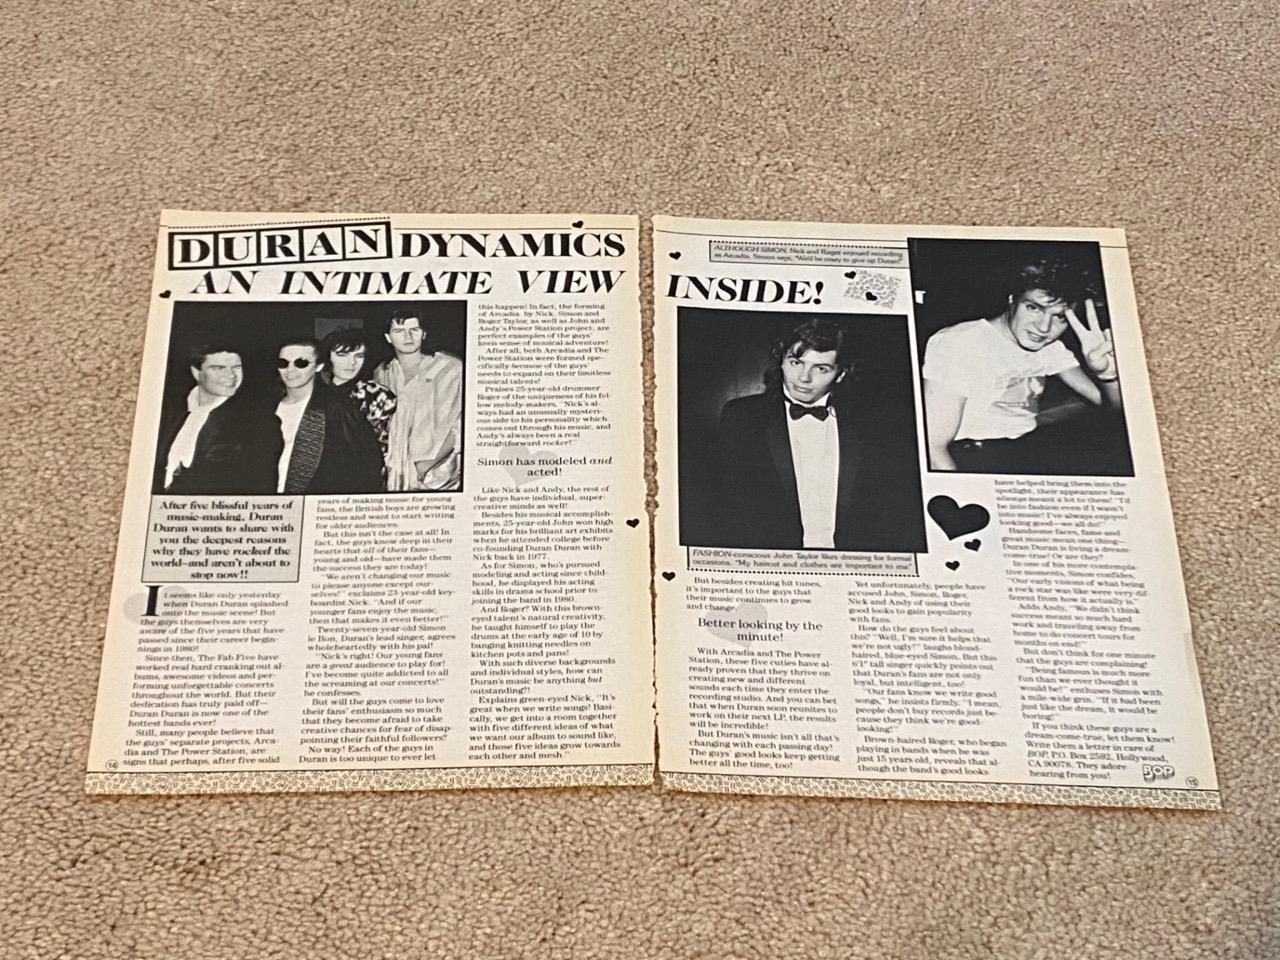 DURAN DYNAMICS
AN INTIMATE VIEW
After five blissful years of
music-making, Duran
Duran wants to share with
you the deepest reasons
why they have rocked the
world—and aren't about to
stop now!!
It seems like only yesterday
when Duran Duran splashed
onto the music scene! But
the guys themselves are very
aware of the five years that have
passed since their career begin-
nings in 1980!
Since then, The Fab Five have
worked real hard cranking out al-
bums, awesome videos and per-
forming unforgettable concerts
throughout the world. But their
dedication has truly paid off—
Duran Duran is now one of the
hottest bands ever!
Still, many people believe that
the guys' separate projects, Arca-
dia and The Power Station, are
signs that perhaps, after five solid
14
years of making music for young
fans, the British boys are growing
restless and want to start writing
for older audiences.
But this isn't the case at all! In
fact, the guys know deep in their
hearts that all of their fans—
young and old—have made them
the success they are today!
"We aren't changing our music
to please anyone except our-
selves!" exclaims 23-year-old key-
boardist Nick. "And if our
younger fans enjoy the music,
then that makes it even better!"
Twenty-seven-year-old Simon
le Bon, Duran's lead singer, agrees
wholeheartedly with his pal!
"Nick's right! Our young fans
are a great audience to play for!
I've become quite addicted to all
the screaming at our concerts!"
he confesses.
But will the guys come to love
their fans' enthusiasm so much
that they become afraid to take
creative chances for fear of disap-
pointing their faithful followers?
No way! Each of the guys in
Duran is too unique to ever let
this happen! In fact, the forming
of Arcadia by Nick, Simon and
Roger Taylor, as well as John and
Andy's Power Station project, are
perfect examples of the guys'
keen sense of musical adventure!
After all, both Arcadia and The
Power Station were formed spe-
cifically because of the guys'
needs to expand on their limitless
musical talents!
Praises 25-year-old drummer
Roger of the uniqueness of his fel-
low melody-makers, "Nick's al-
ways had an unusually mysteri-
ous side to his personality which
comes out through his music, and
Andy's always been a real
straightforward rocker!"
Simon has modeled and
acted!
Like Nick and Andy, the rest of
the guys have individual, super-
creative minds as well!
Besides his musical accomplish-
ments, 25-year-old John won high
marks for his brilliant art exhibits
when he attended college before
co-founding Duran Duran with
Nick back in 1977.
As for Simon, who's pursued
modeling and acting since child-
hood, he displayed his acting
skills in drama school prior to
joining the band in 1980.
And Roger? With this brown-
eyed talent's natural creativity,
he taught himself to play the
drums at the early age of 10 by
banging knitting needles on
kitchen pots and pans!
With such diverse backgrounds
and individual styles, how can
Duran's music be anything but
outstanding?!
Explains green-eyed Nick, "It's
great when we write songs! Basi-
cally, we get into a room together
with five different ideas of what
we want our album to sound like,
and those five ideas grow towards
each other and mesh."
ALTHOUGH SIMON, Nick and Roger enjoyed recording
as Arcadia, Simon says, "We'd be crazy to give up Duran!"
INSIDE!
FASHION-conscious John Taylor likes dressing for formal
occasions. "My haircut and clothes are important to me"
But besides creating hit tunes,
it's important to the guys that
their music continues to grow
and change.
Better looking by the
minute!
With Arcadia and The Power
Station, these five cuties have al-
ready proven that they thrive on
creating new and different
sounds each time they enter the
recording studio. And you can bet
that when Duran soon reunites to
work on their next LP, the results
will be incredible!
But Duran's music isn't all that's
changing with each passing day!
The guys' good looks keep getting
better all the time, too!
Yet unfortunately, people have
accused John, Simon, Roger,
Nick and Andy of using their
good looks to gain popularity
with fans.
How do the guys feel about
this? "Well, I'm sure it helps that
we're not ugly!" laughs blond-
haired, blue-eyed Simon. But this
6'1" tall singer quickly points out
that Duran's fans are not only
loyal, but intelligent, too!
"Our fans know we write good
songs," he insists firmly. "I mean,
people don't buy records just be-
cause they think we're good-
looking!"
Brown-haired Roger, who began
playing in bands when he was
just 15 years old, reveals that al-
though the band's good looks
have helped bring them into the
spotlight, their appearance has
always meant a lot to them! "I'd
be into fashion even if I wasn't
into music! I've always enjoyed
looking good—we all do!"
Handsome faces, fame and
great music mean one thing—
Duran Duran is living a dream-
come-true! Or are they?
In one of his more contempla-
tive moments, Simon confides,
"Our early visions of what being
a rock star was like were very dif-
ferent from how it actually is."
Adds Andy, "We didn't think
success meant so much hard
work and traveling away from
home to do concert tours for
months on end!"
But don't think for one minute
that the guys are complaining!
"Being famous is much more
fun than we ever thought it
would be!" enthuses Simon with
a mile-wide grin. "If it had been
just like the dream, it would be
boring!"
If you think these guys are a
dream-come-true, let them know!
Write them a letter in care of
BOP, P.O. Box 2592, Hollywood,
CA 90078. They adore
hearing from you!
BOP
15